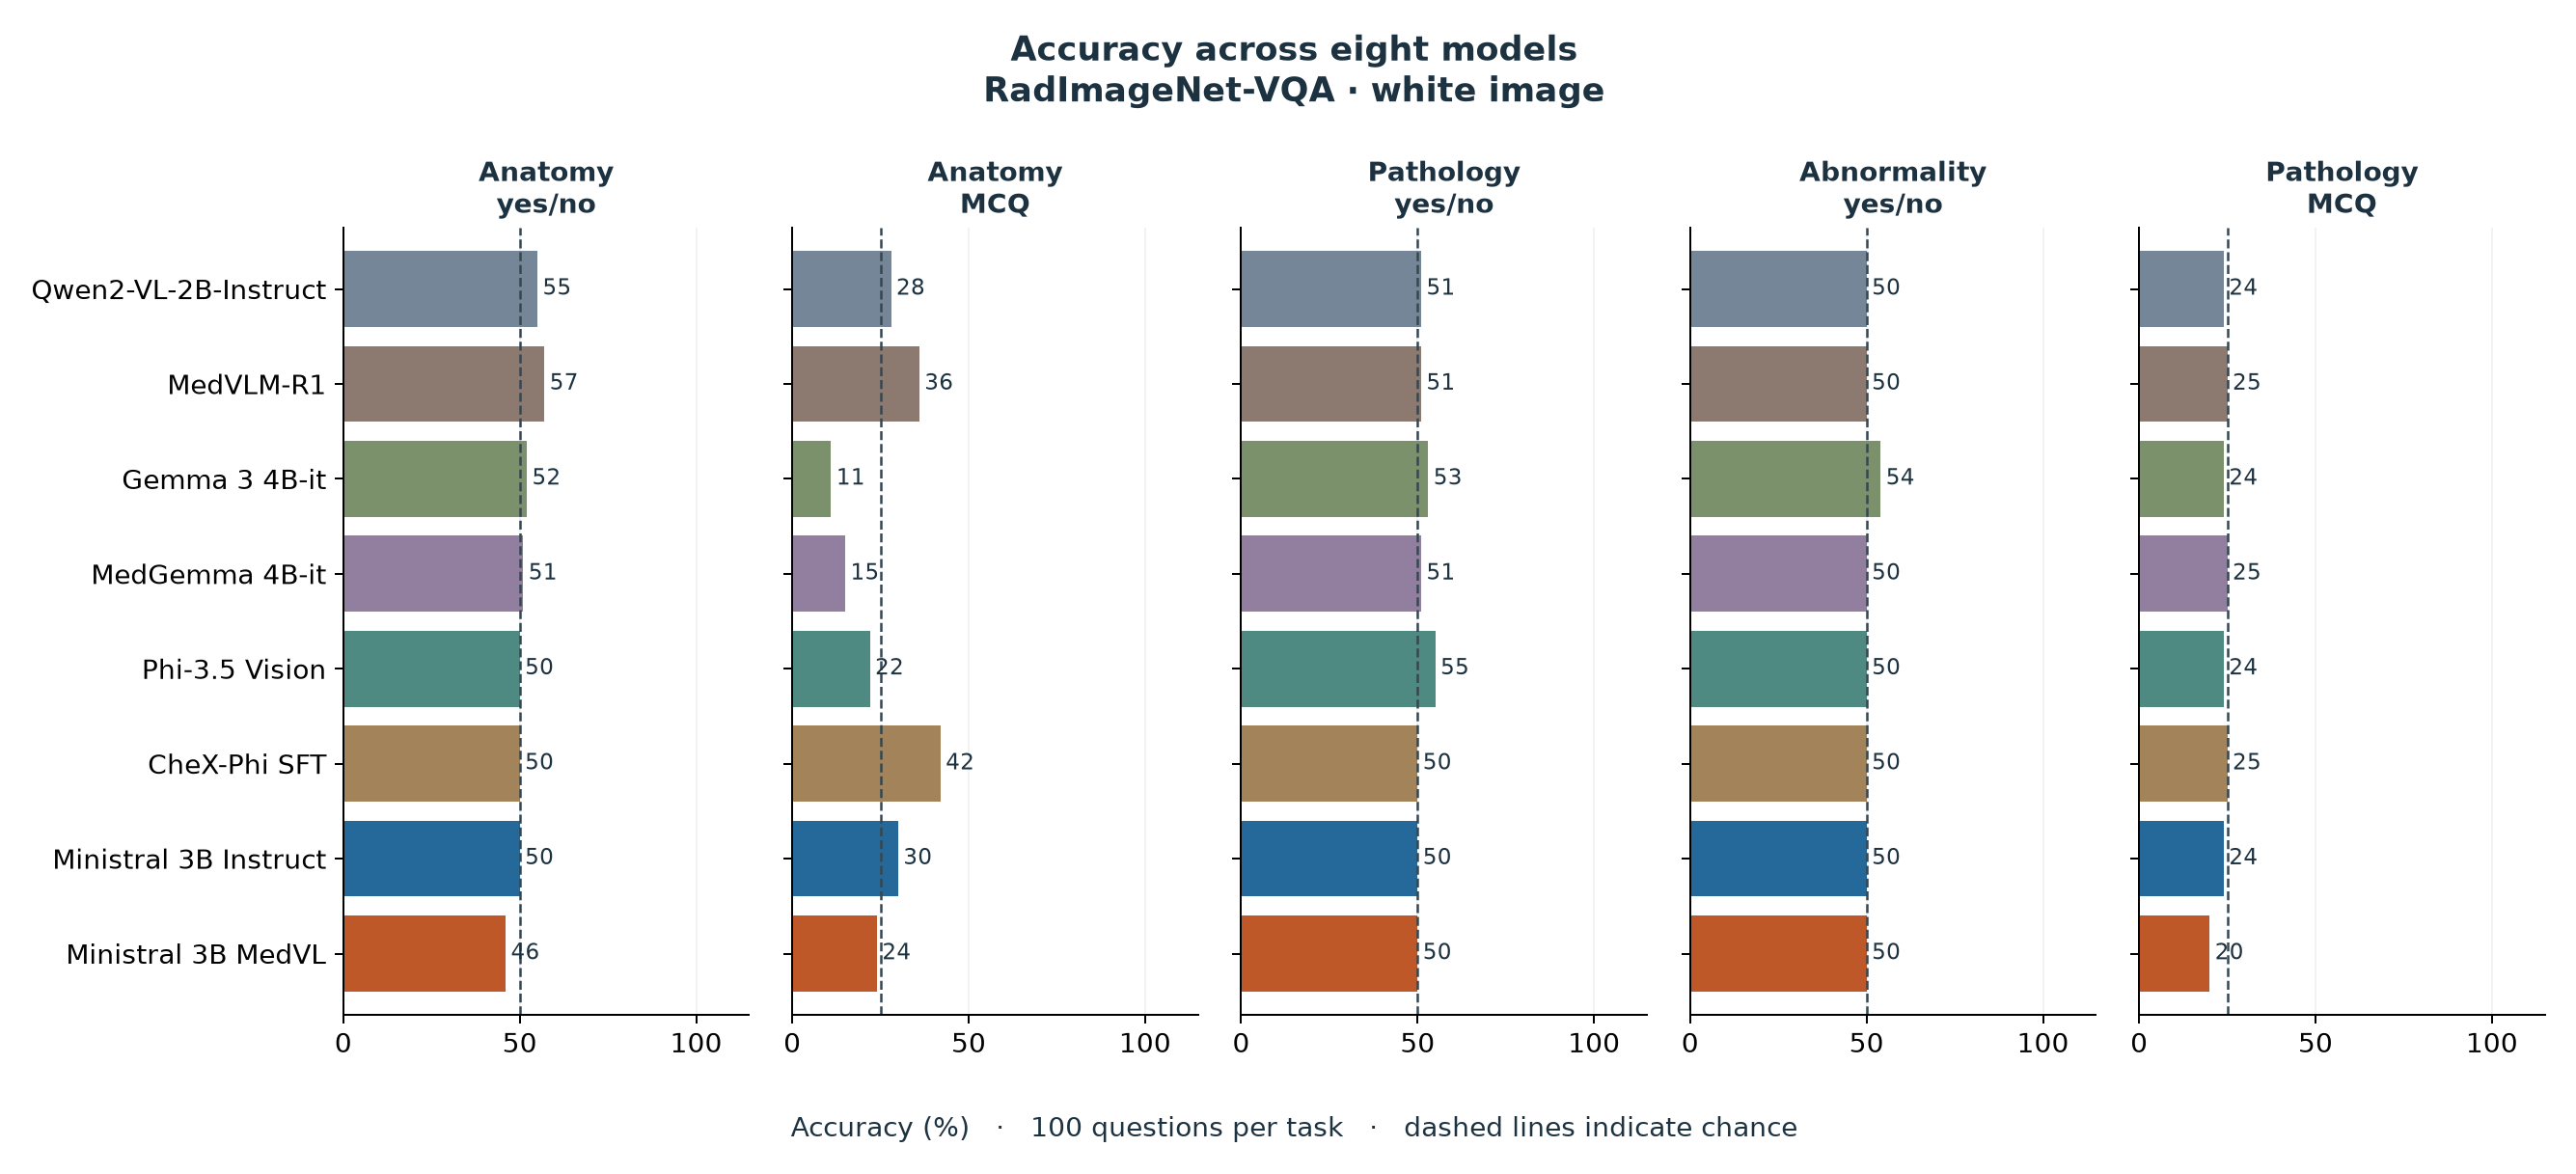 Accuracy across eight models
RadImageNet-VQA · white image
Anatomy
yes/no
Anatomy
MCQ
Pathology
yes/no
Abnormality
yes/no
Pathology
MCQ
Qwen2-VL-2B-Instruct 55 28 51 50 24
MedVLM-R1 57 36 51 50 25
Gemma 3 4B-it 52 11 53 54 24
MedGemma 4B-it 51 15 51 50 25
Phi-3.5 Vision 50 22 55 50 24
CheX-Phi SFT 50 42 50 50 25
Ministral 3B Instruct 50 30 50 50 24
Ministral 3B MedVL 46 24 50 50 20
0 50 100 0 50 100 0 50 100 0 50 100 0 50 100
Accuracy (%) · 100 questions per task · dashed lines indicate chance